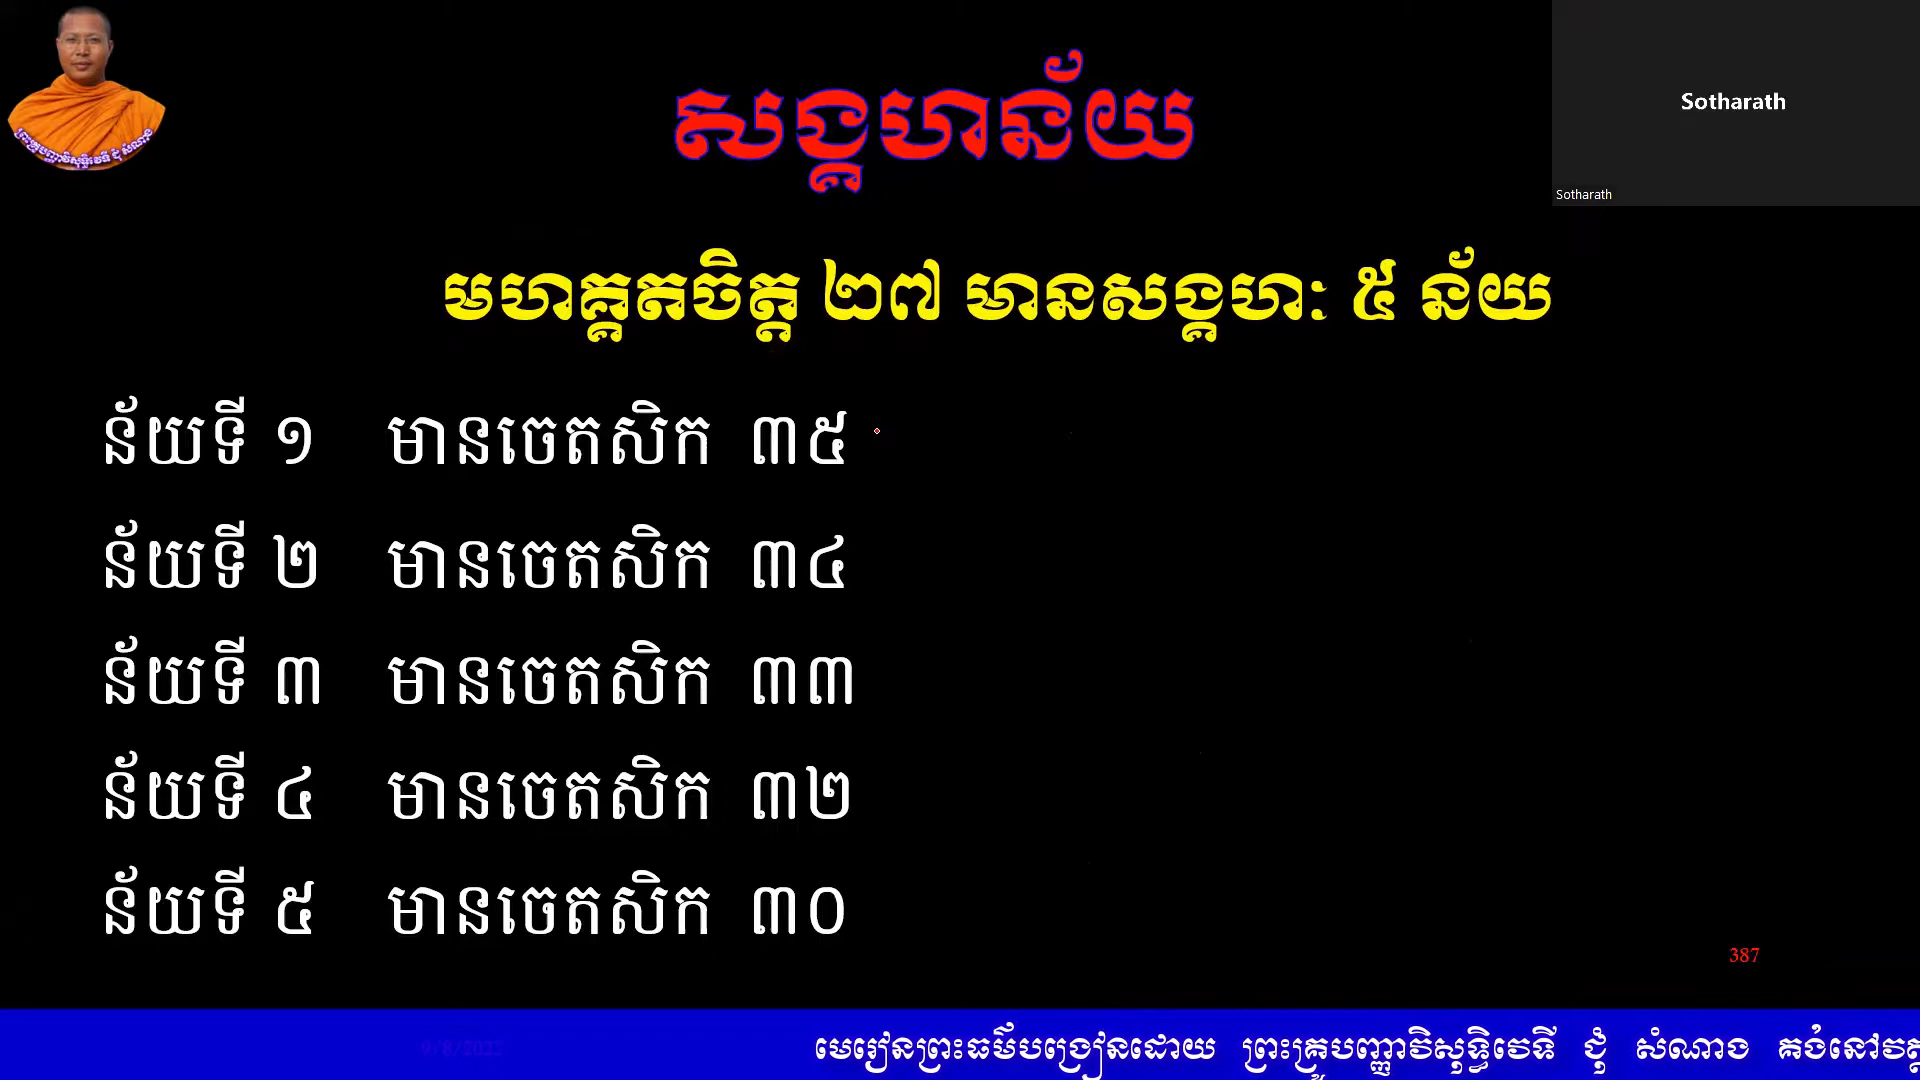 សង្គហន័យ
Sotharath
Sotharath
មហគ្គតចិត្ត ២៧ មានសង្គហៈ ៥ ន័យ
ន័យទី ១ មានចេតសិក ៣៥
ន័យទី ២ មានចេតសិក ៣៤
ន័យទី ៣ មានចេតសិក ៣៣
ន័យទី ៤ មានចេតសិក ៣២
ន័យទី ៥ មានចេតសិក ៣០
387
មេរៀនព្រះធម៌បង្រៀនដោយ ព្រះគ្រូបញ្ញាវិសុទ្ធិវេទី ជុំ សំណាង គង់នៅវត្ត